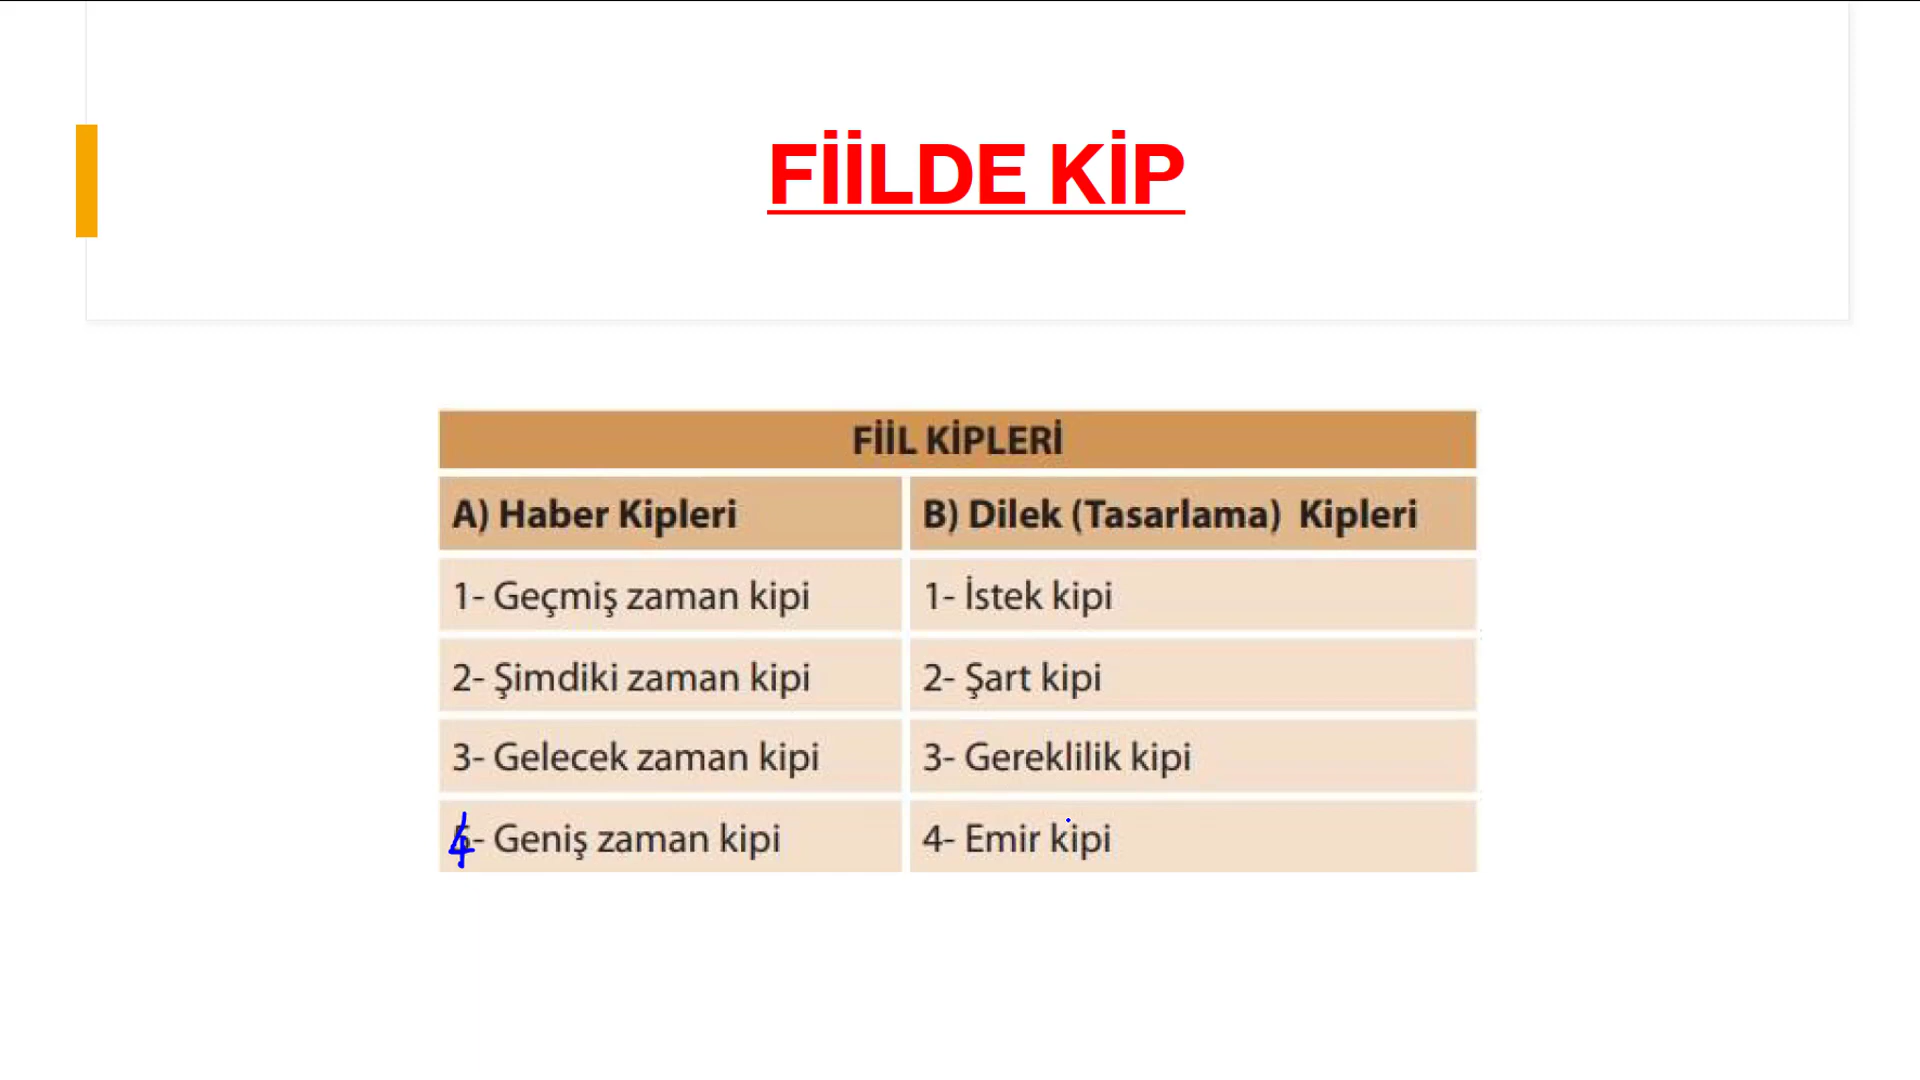 FİİLDE KİP
FİİL KİPLERİ
A) Haber Kipleri
B) Dilek (Tasarlama) Kipleri
1- Geçmiş zaman kipi
1- İstek kipi
2- Şimdiki zaman kipi
2- Şart kipi
3- Gelecek zaman kipi
3- Gereklilik kipi
4- Geniş zaman kipi
4- Emir kipi